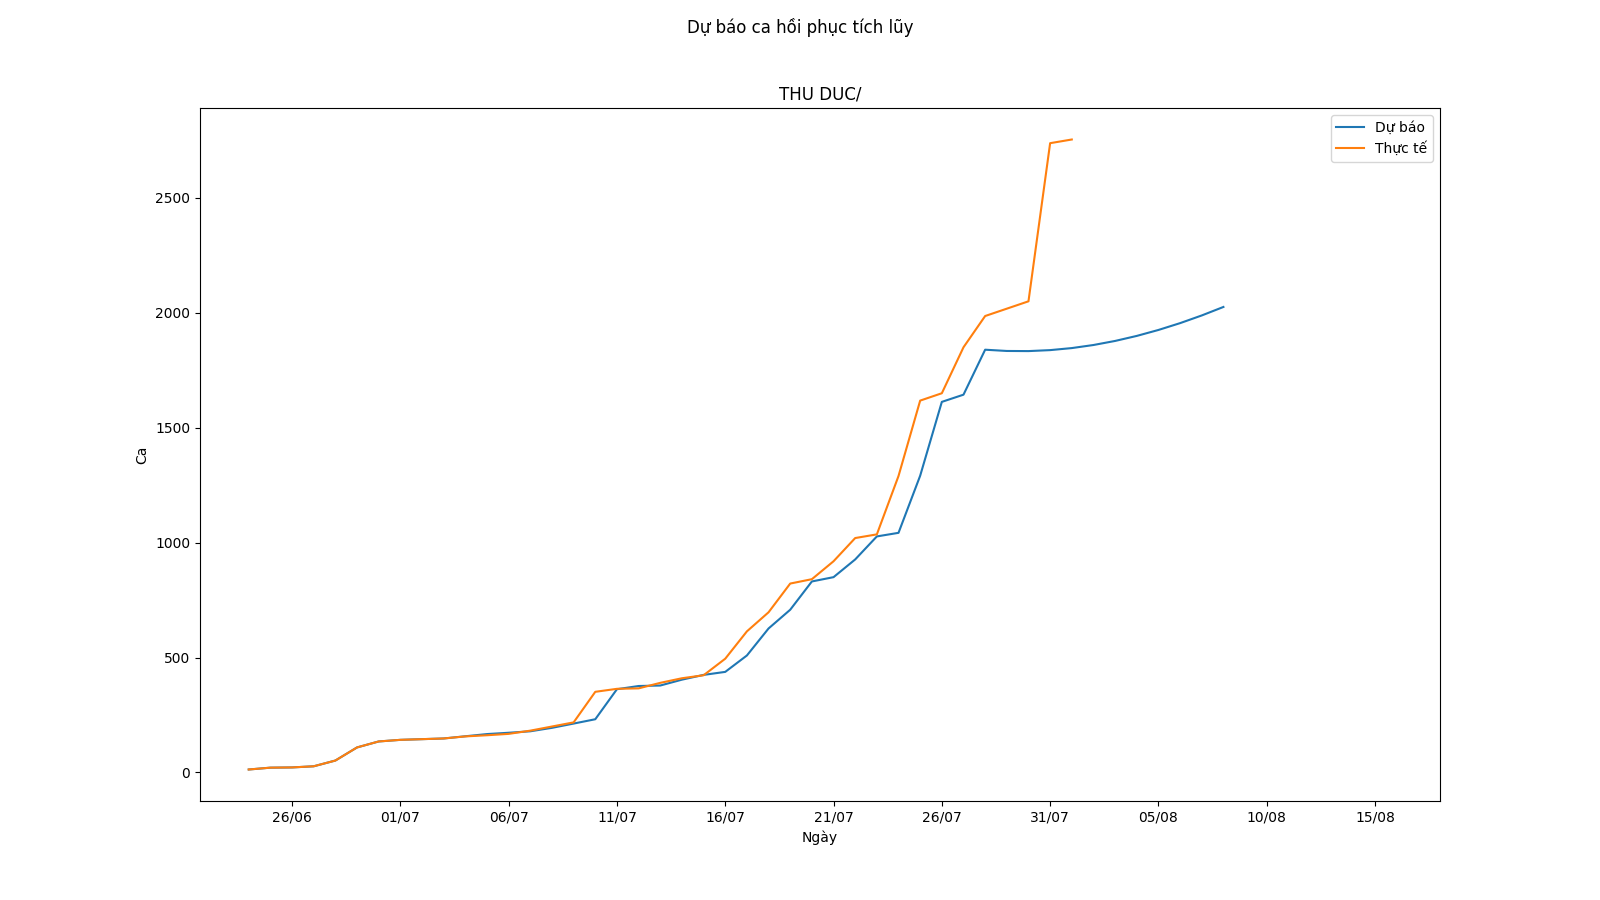 Dự báo ca hồi phục tích lũy
THU DUC/
Dự báo
Thực tế
2500
2000
1500
1000
500
0
Ca
26/06 01/07 06/07 11/07 16/07 21/07 26/07 31/07 05/08 10/08 15/08
Ngày